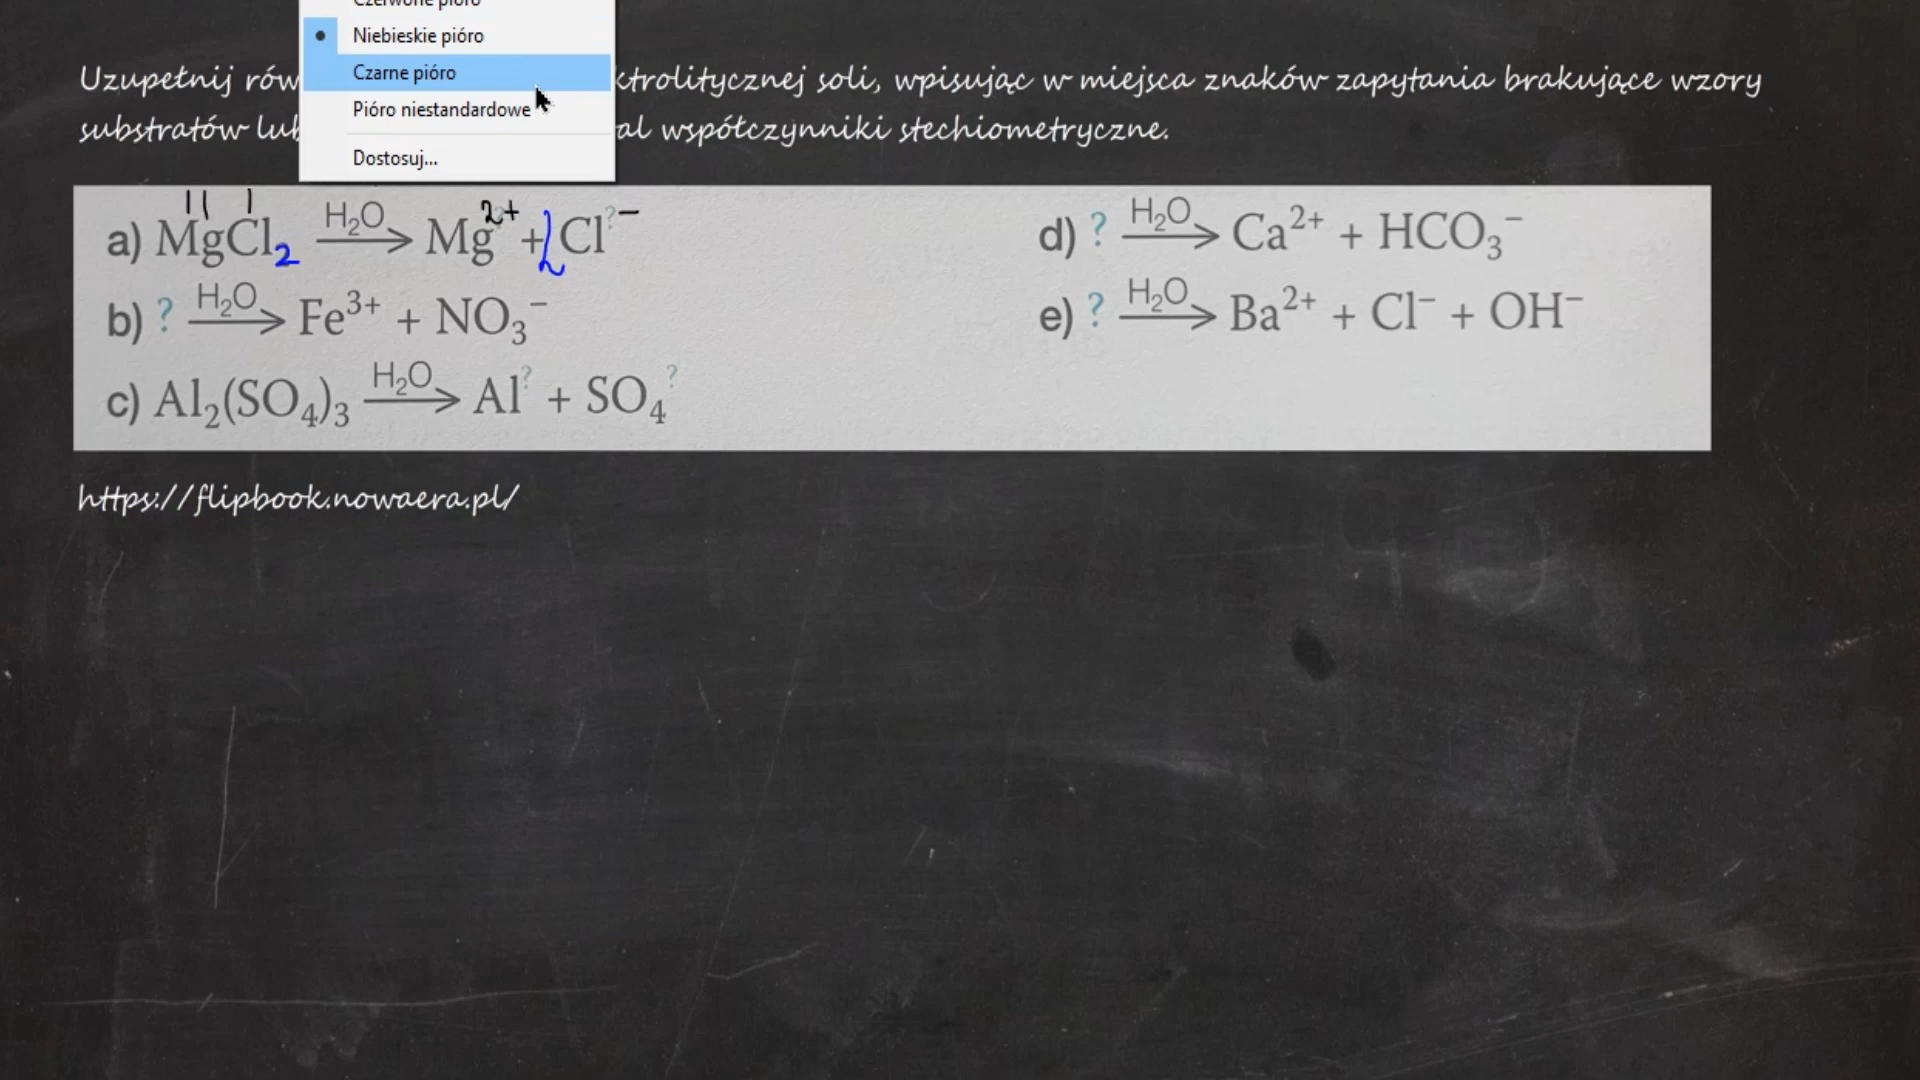 Czerwone pióro
Niebieskie pióro
Czarne pióro
Pióro niestandardowe
Dostosuj...
Uzupełnij rów ktrolitycznej soli, wpisując w miejsca znaków zapytania brakujące wzory
substratów lub al współczynniki stechiometryczne.
a) MgCl₂ H₂O→ Mg²⁺ + 2 Cl⁻
b) ? H₂O→ Fe³⁺ + NO₃⁻
c) Al₂(SO₄)₃ H₂O→ Al? + SO₄?
d) ? H₂O→ Ca²⁺ + HCO₃⁻
e) ? H₂O→ Ba²⁺ + Cl⁻ + OH⁻
https://flipbook.nowaera.pl/